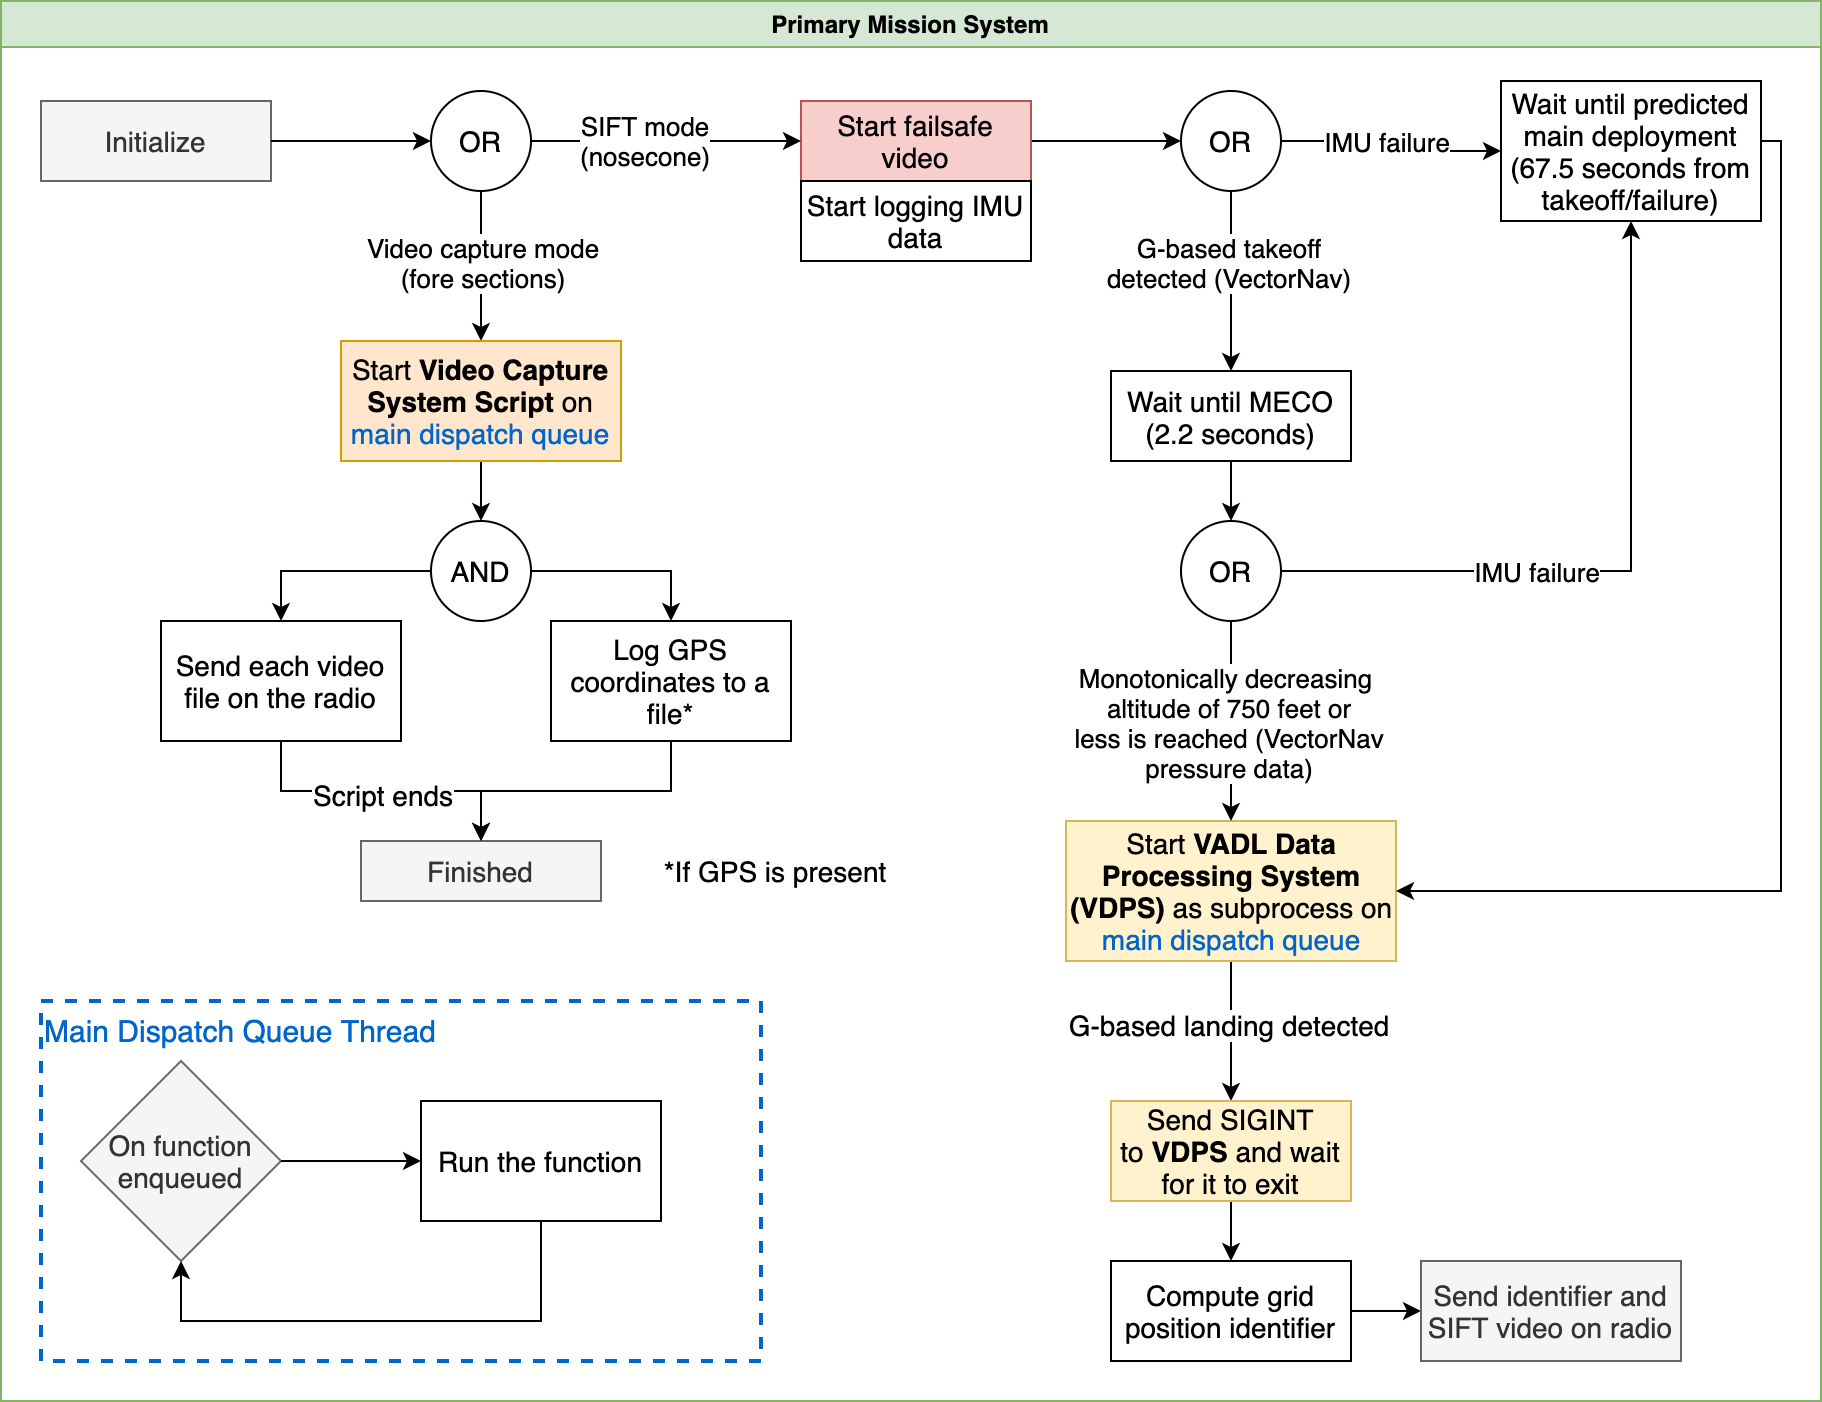 Primary Mission System
Initialize
OR
SIFT mode
(nosecone)
Start failsafe
video
Start logging IMU
data
OR
IMU failure
Wait until predicted
main deployment
(67.5 seconds from
takeoff/failure)
Video capture mode
(fore sections)
G-based takeoff
detected (VectorNav)
Start Video Capture
System Script on
main dispatch queue
Wait until MECO
(2.2 seconds)
AND
OR
IMU failure
Send each video
file on the radio
Log GPS
coordinates to a
file*
Monotonically decreasing
altitude of 750 feet or
less is reached (VectorNav
pressure data)
Script ends
Finished
*If GPS is present
Start VADL Data
Processing System
(VDPS) as subprocess on
main dispatch queue
G-based landing detected
Main Dispatch Queue Thread
On function
enqueued
Run the function
Send SIGINT
to VDPS and wait
for it to exit
Compute grid
position identifier
Send identifier and
SIFT video on radio